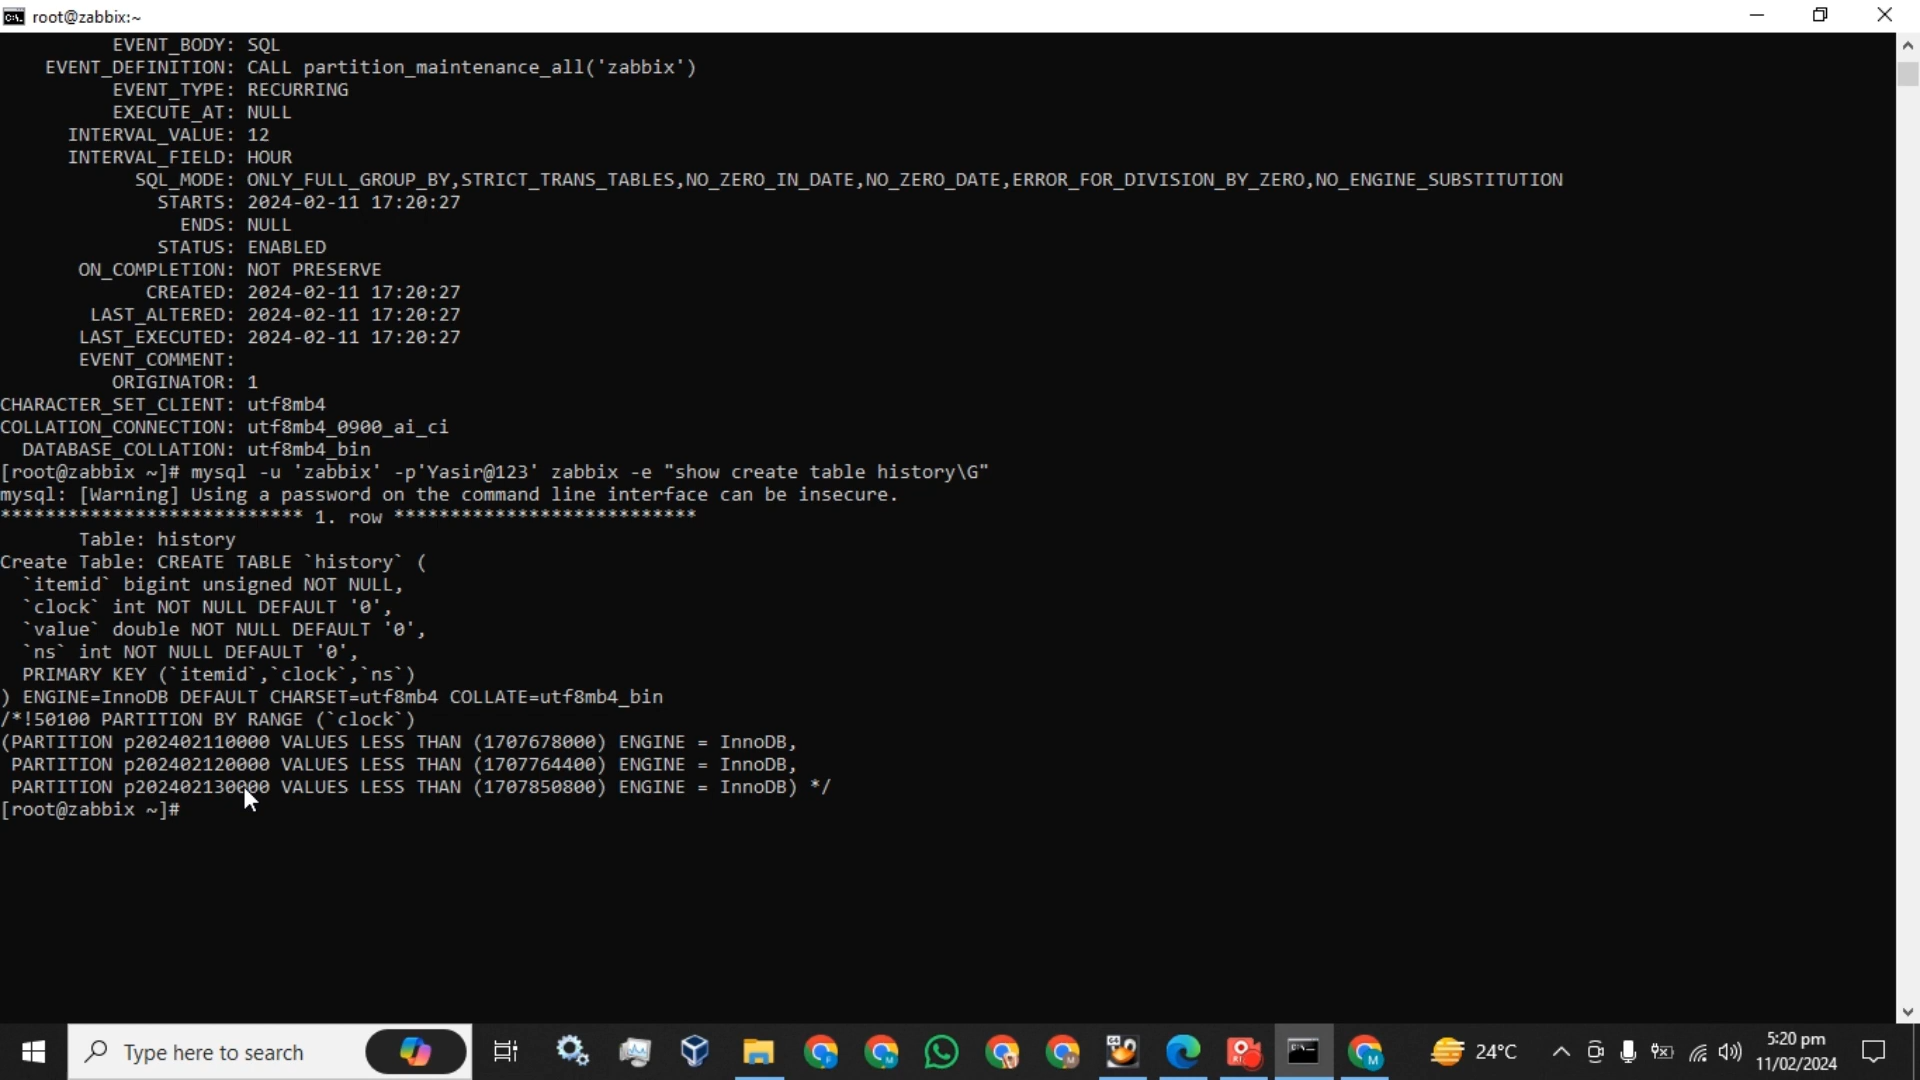 root@zabbix:~
EVENT_BODY: SQL
EVENT_DEFINITION: CALL partition_maintenance_all('zabbix')
EVENT_TYPE: RECURRING
EXECUTE_AT: NULL
INTERVAL_VALUE: 12
INTERVAL_FIELD: HOUR
SQL_MODE: ONLY_FULL_GROUP_BY,STRICT_TRANS_TABLES,NO_ZERO_IN_DATE,NO_ZERO_DATE,ERROR_FOR_DIVISION_BY_ZERO,NO_ENGINE_SUBSTITUTION
STARTS: 2024-02-11 17:20:27
ENDS: NULL
STATUS: ENABLED
ON_COMPLETION: NOT PRESERVE
CREATED: 2024-02-11 17:20:27
LAST_ALTERED: 2024-02-11 17:20:27
LAST_EXECUTED: 2024-02-11 17:20:27
EVENT_COMMENT:
ORIGINATOR: 1
CHARACTER_SET_CLIENT: utf8mb4
COLLATION_CONNECTION: utf8mb4_0900_ai_ci
DATABASE_COLLATION: utf8mb4_bin
[root@zabbix ~]# mysql -u 'zabbix' -p'Yasir@123' zabbix -e "show create table history\G"
mysql: [Warning] Using a password on the command line interface can be insecure.
*************************** 1. row ***************************
Table: history
Create Table: CREATE TABLE `history` (
`itemid` bigint unsigned NOT NULL,
`clock` int NOT NULL DEFAULT '0',
`value` double NOT NULL DEFAULT '0',
`ns` int NOT NULL DEFAULT '0',
PRIMARY KEY (`itemid`,`clock`,`ns`)
) ENGINE=InnoDB DEFAULT CHARSET=utf8mb4 COLLATE=utf8mb4_bin
/*!50100 PARTITION BY RANGE (`clock`)
(PARTITION p202402110000 VALUES LESS THAN (1707678000) ENGINE = InnoDB,
PARTITION p202402120000 VALUES LESS THAN (1707764400) ENGINE = InnoDB,
PARTITION p202402130000 VALUES LESS THAN (1707850800) ENGINE = InnoDB) */
[root@zabbix ~]#
Type here to search
24°C
5:20 pm
11/02/2024